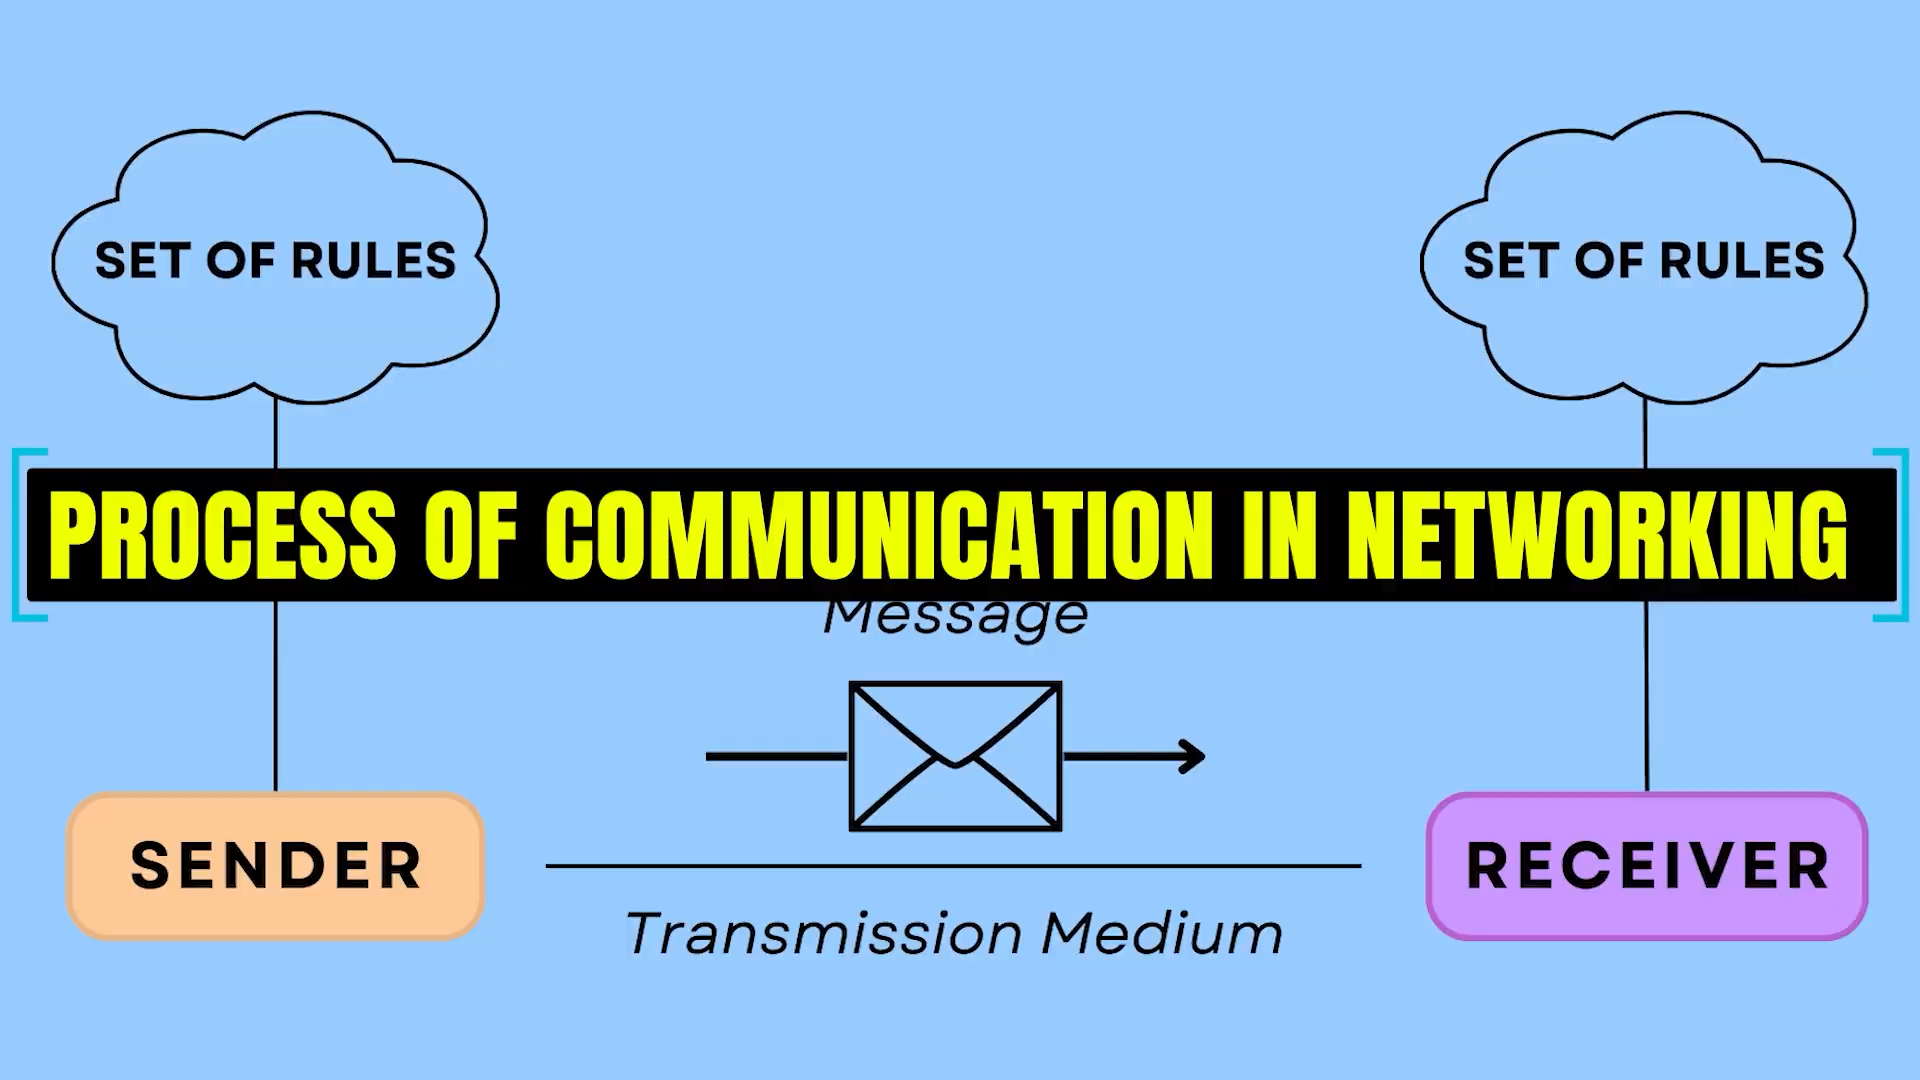 SET OF RULES
SET OF RULES
PROCESS OF COMMUNICATION IN NETWORKING
Message
SENDER
RECEIVER
Transmission Medium